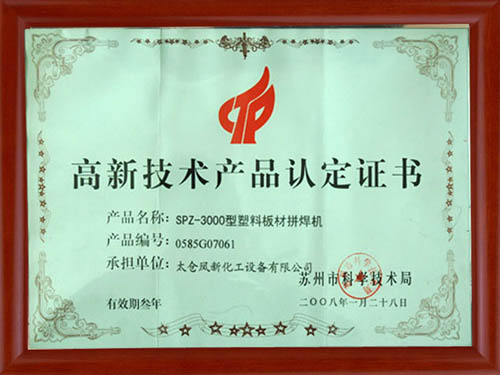 CTP
高新技术产品认定证书
产品名称：SPZ-3000型塑料板材拼焊机
产品编号：0585G07061
承担单位：太仓凤新化工设备有限公司
苏州市科学技术局
有效期叁年
二〇〇八年一月二十八日